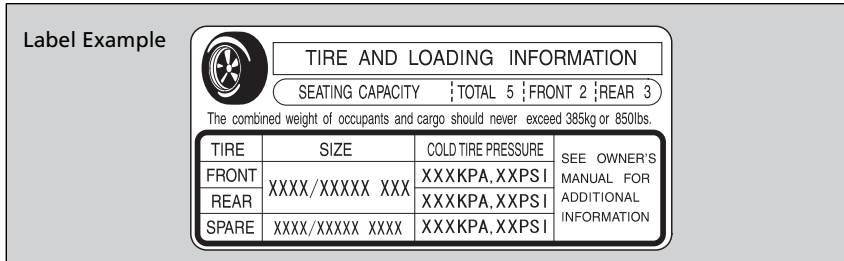 Label Example
TIRE AND LOADING INFORMATION
SEATING CAPACITY TOTAL 5 FRONT 2 REAR 3
The combined weight of occupants and cargo should never exceed 385kg or 850lbs.
TIRE SIZE COLD TIRE PRESSURE SEE OWNER'S MANUAL FOR ADDITIONAL INFORMATION
FRONT XXXX/XXXXX XXX XXXKPA,XXPSI
REAR XXXKPA,XXPSI
SPARE XXXX/XXXXX XXXX XXXKPA,XXPSI